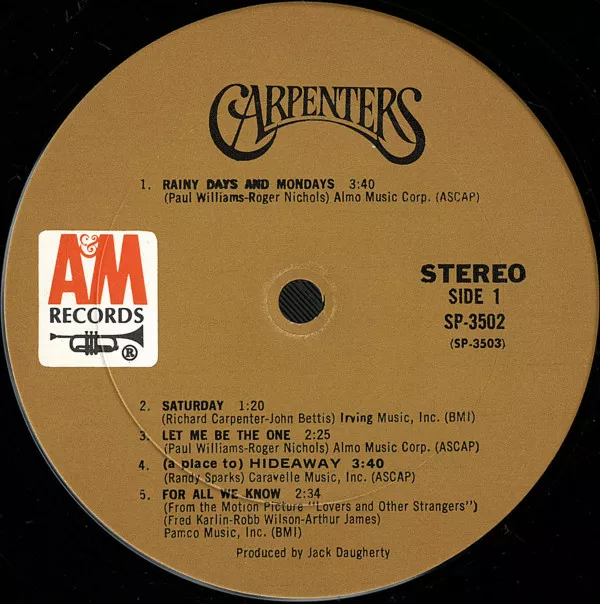 CARPENTERS
1. RAINY DAYS AND MONDAYS 3:40
(Paul Williams-Roger Nichols) Almo Music Corp. (ASCAP)
A&M
RECORDS
®
STEREO
SIDE 1
SP-3502
(SP-3503)
2. SATURDAY 1:20
(Richard Carpenter-John Bettis) Irving Music, Inc. (BMI)
3. LET ME BE THE ONE 2:25
(Paul Williams-Roger Nichols) Almo Music Corp. (ASCAP)
4. (a place to) HIDEAWAY 3:40
(Randy Sparks) Caravelle Music, Inc. (ASCAP)
5. FOR ALL WE KNOW 2:34
(From the Motion Picture "Lovers and Other Strangers")
(Fred Karlin-Robb Wilson-Arthur James)
Pamco Music, Inc. (BMI)
Produced by Jack Daugherty